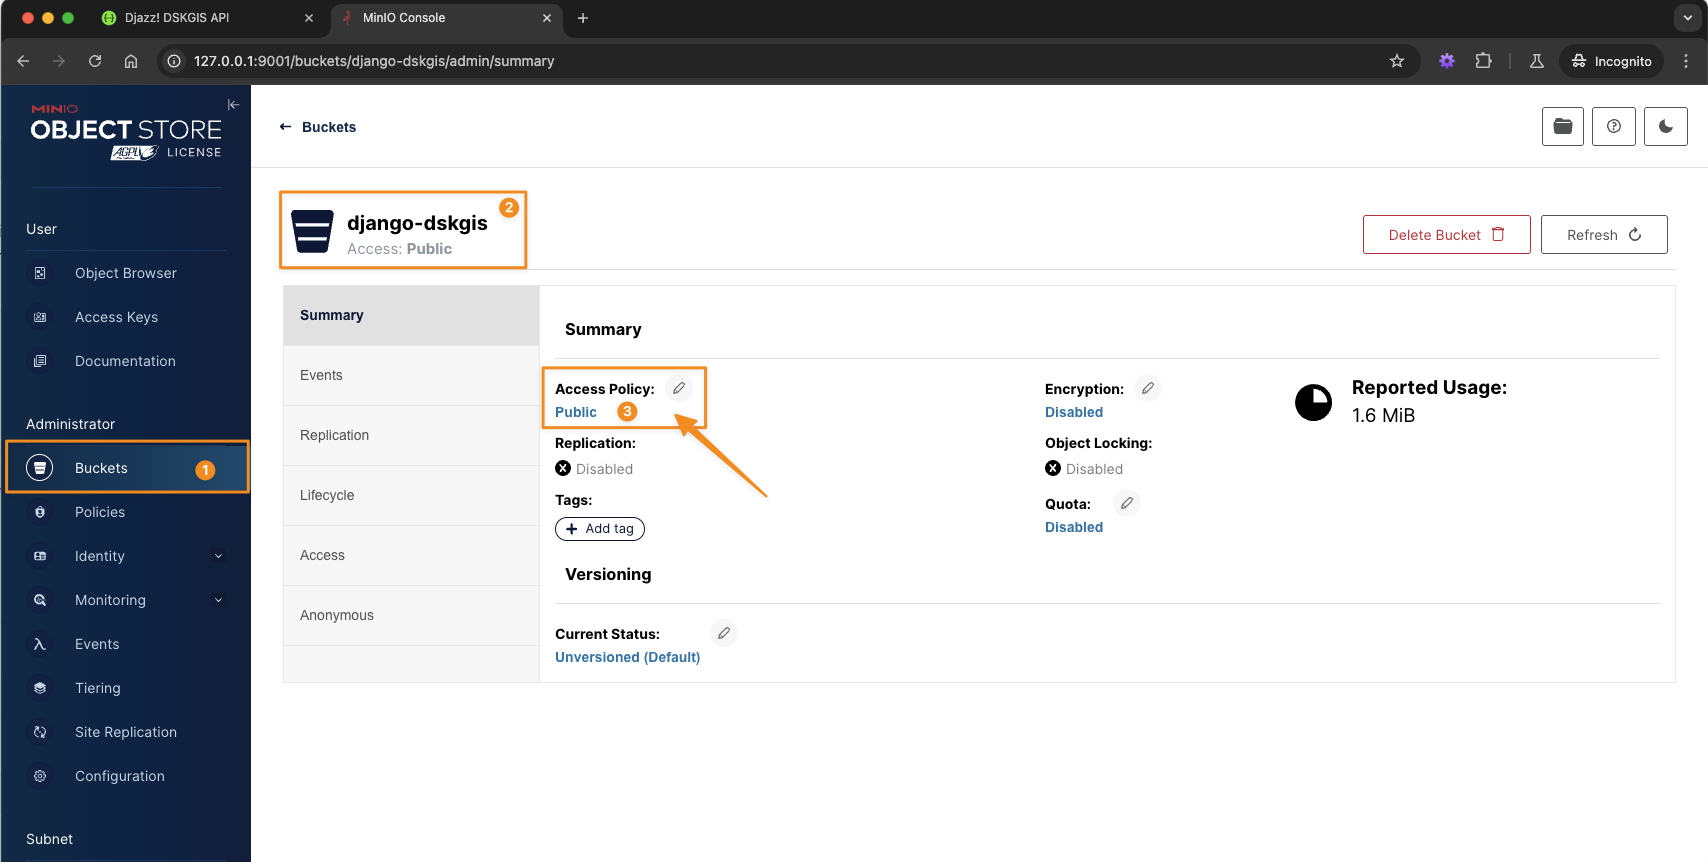 Djazz! DSKGIS API
MinIO Console
127.0.0.1:9001/buckets/django-dskgis/admin/summary
Incognito
MINIO
OBJECT STORE
AGPL LICENSE
Buckets
User
Object Browser
Access Keys
Documentation
Administrator
Buckets 1
Policies
Identity
Monitoring
Events
Tiering
Site Replication
Configuration
Subnet
django-dskgis 2
Access: Public
Delete Bucket
Refresh
Summary
Events
Replication
Lifecycle
Access
Anonymous
Summary
Access Policy:
Public 3
Replication:
Disabled
Tags:
+ Add tag
Encryption:
Disabled
Object Locking:
Disabled
Quota:
Disabled
Reported Usage:
1.6 MiB
Versioning
Current Status:
Unversioned (Default)